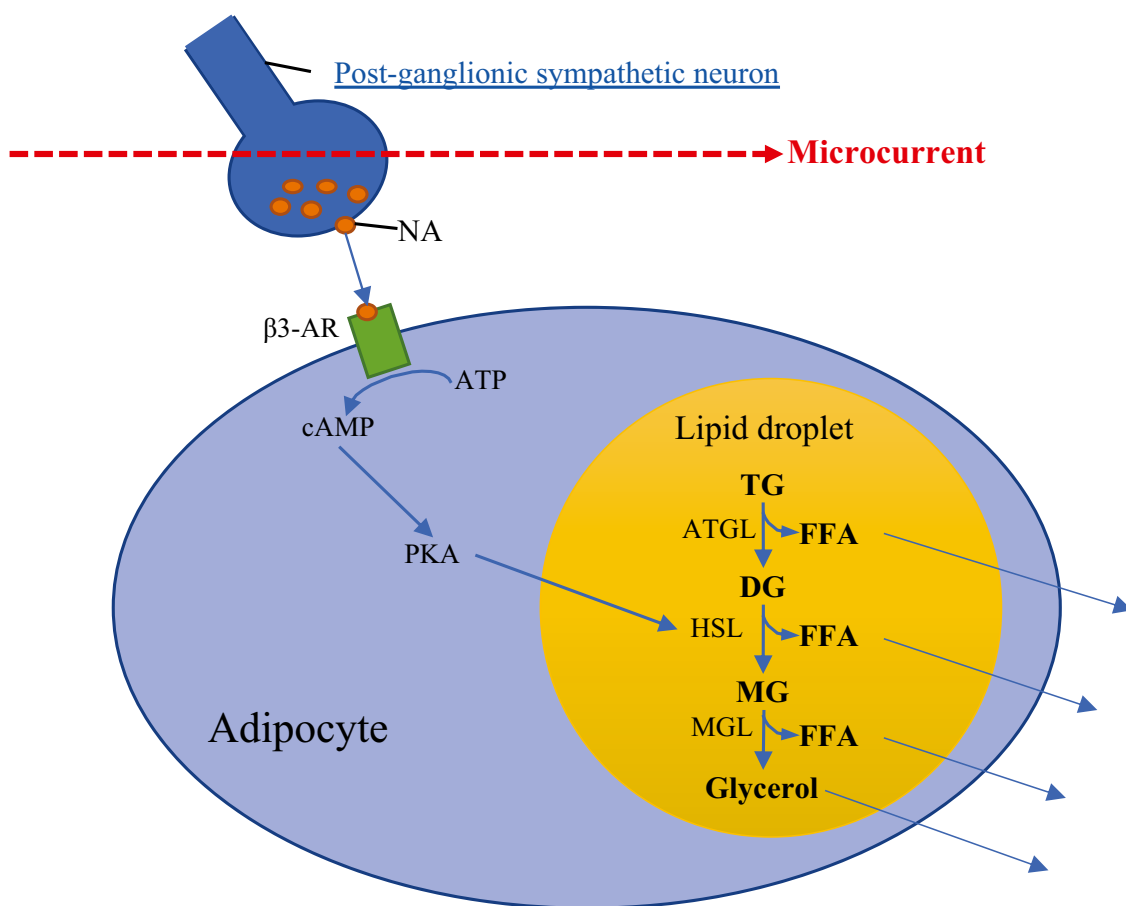 Post-ganglionic sympathetic neuron
Microcurrent
NA
β3-AR
ATP
cAMP
PKA
Lipid droplet
TG
ATGL
FFA
DG
HSL
FFA
MG
MGL
FFA
Glycerol
Adipocyte